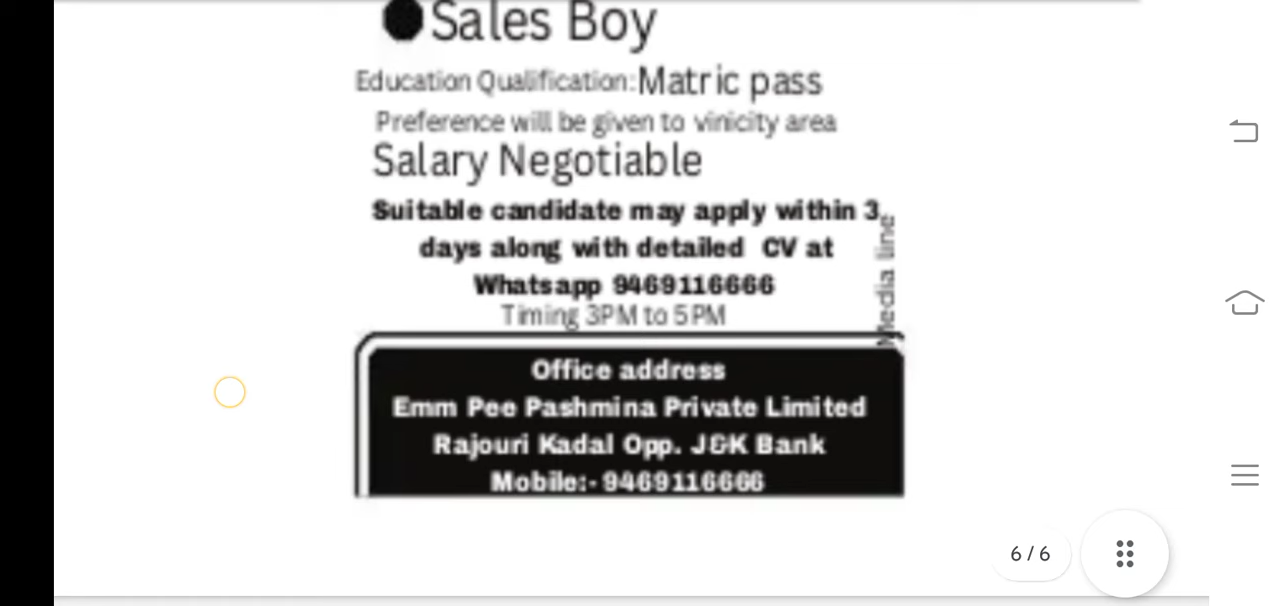 Sales Boy
Education Qualification:Matric pass
Preference will be given to vinicity area
Salary Negotiable
Suitable candidate may apply within 3
days along with detailed CV at
Whatsapp 9469116666
Timing 3PM to 5PM
Media line
Office address
Emm Pee Pashmina Private Limited
Rajouri Kadal Opp. J&K Bank
Mobile:- 9469116666
6 / 6